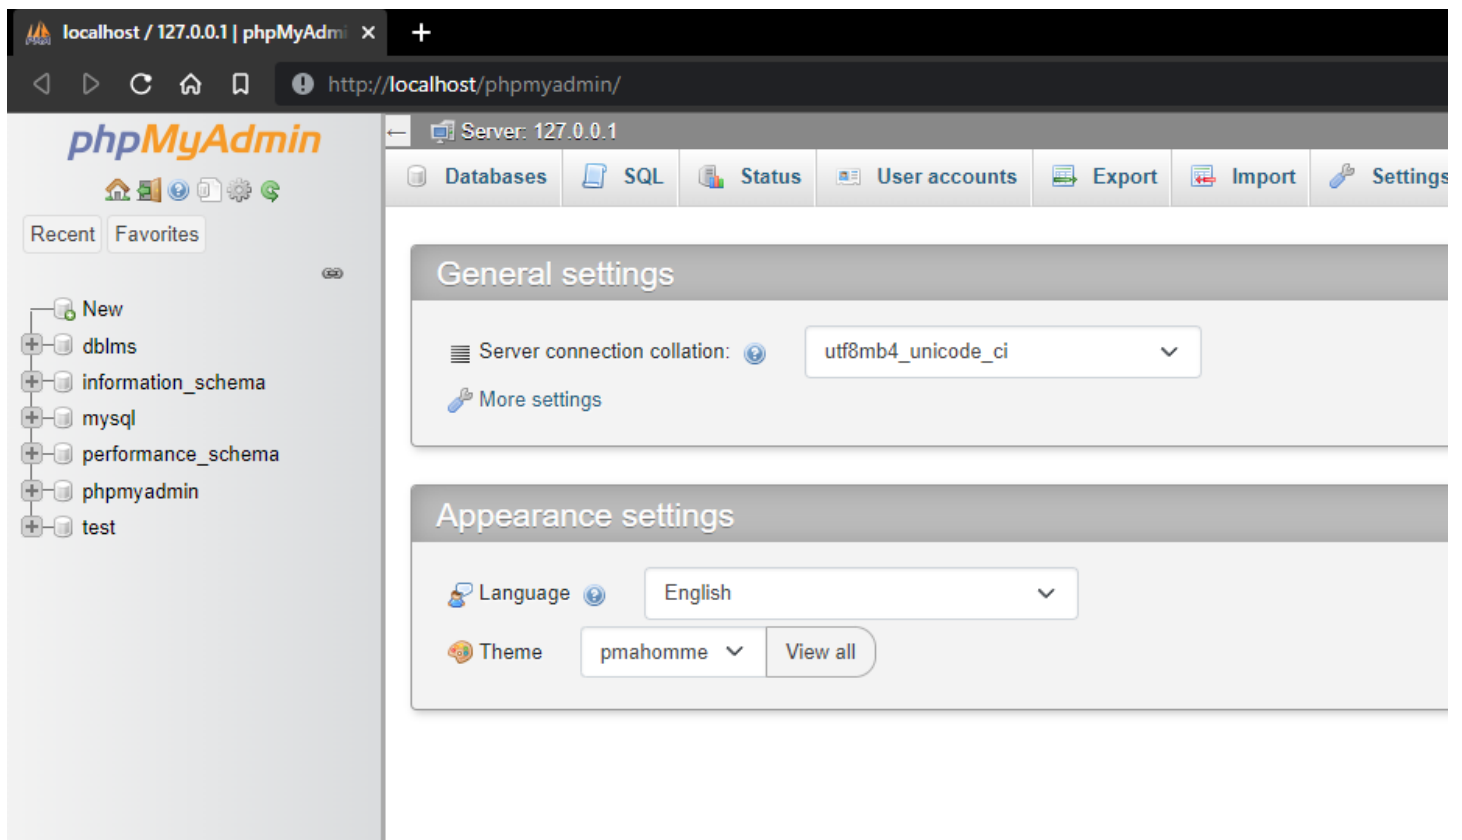 localhost / 127.0.0.1 | phpMyAdmi
http://localhost/phpmyadmin/
phpMyAdmin
Recent Favorites
New
dblms
information_schema
mysql
performance_schema
phpmyadmin
test
Server: 127.0.0.1
Databases SQL Status User accounts Export Import Settings
General settings
Server connection collation: utf8mb4_unicode_ci
More settings
Appearance settings
Language English
Theme pmahomme View all